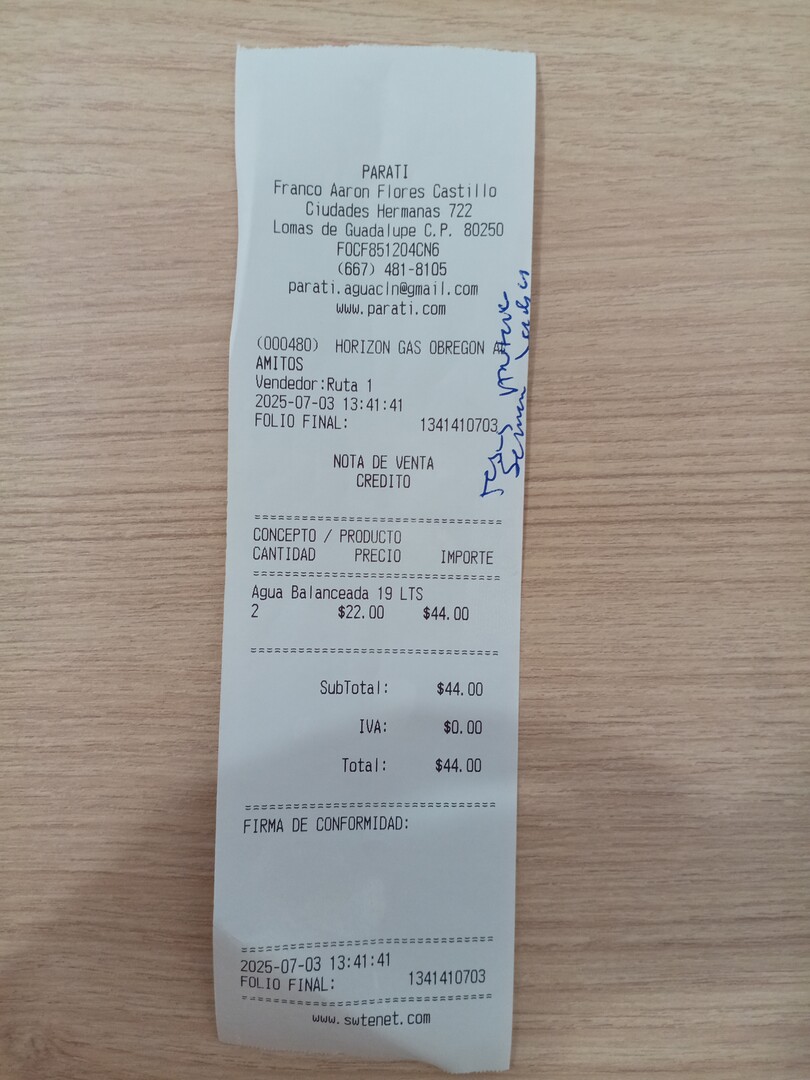 PARATI
Franco Aaron Flores Castillo
Ciudades Hermanas 722
Lomas de Guadalupe C.P. 80250
FOCF851204CN6
(667) 481-8105
parati.aguacln@gmail.com
www.parati.com
(000480) HORIZON GAS OBREGON AL
AMITOS
Vendedor:Ruta 1
2025-07-03 13:41:41
FOLIO FINAL: 1341410703
NOTA DE VENTA
CREDITO
==============================
CONCEPTO / PRODUCTO
CANTIDAD PRECIO IMPORTE
==============================
Agua Balanceada 19 LTS
2 $22.00 $44.00
==============================
SubTotal: $44.00
IVA: $0.00
Total: $44.00
==============================
FIRMA DE CONFORMIDAD:
==============================
2025-07-03 13:41:41
FOLIO FINAL: 1341410703
==============================
www.swtenet.com